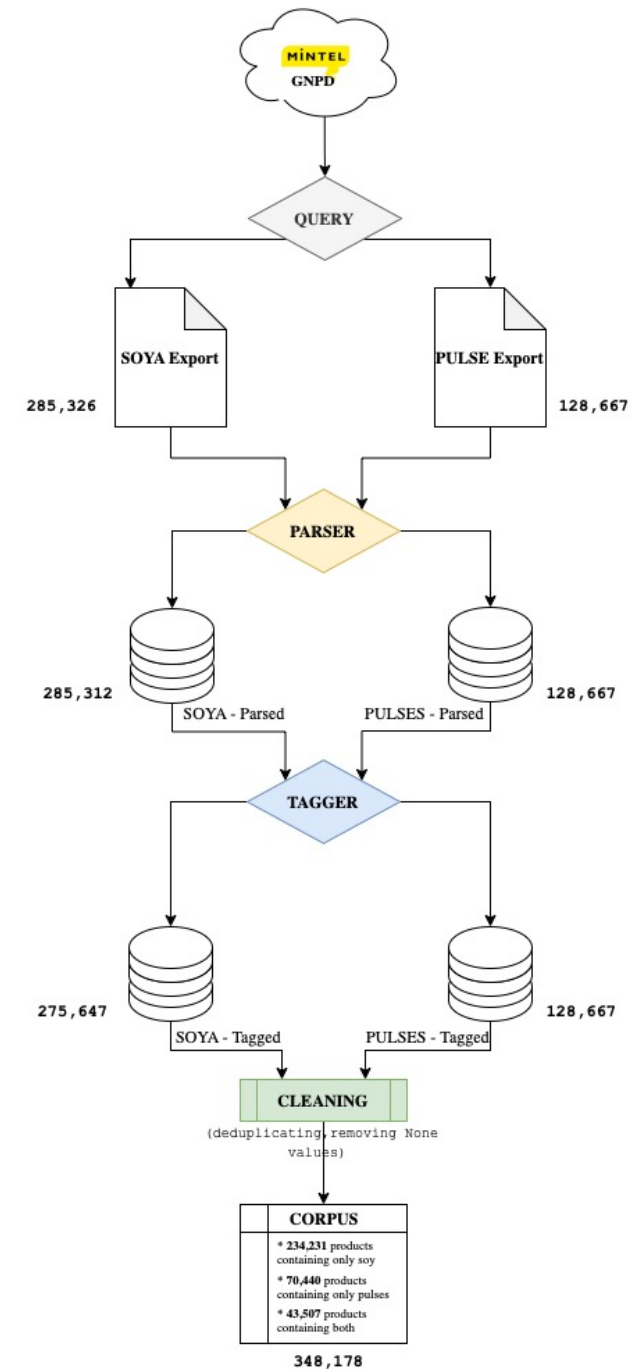 MiNTEL
GNPD
QUERY
SOYA Export
PULSE Export
285,326
128,667
PARSER
285,312
128,667
SOYA - Parsed
PULSES - Parsed
TAGGER
275,647
128,667
SOYA - Tagged
PULSES - Tagged
CLEANING
(deduplicating,removing None
values)
CORPUS
* 234,231 products
containing only soy
* 70,440 products
containing only pulses
* 43,507 products
containing both
348,178